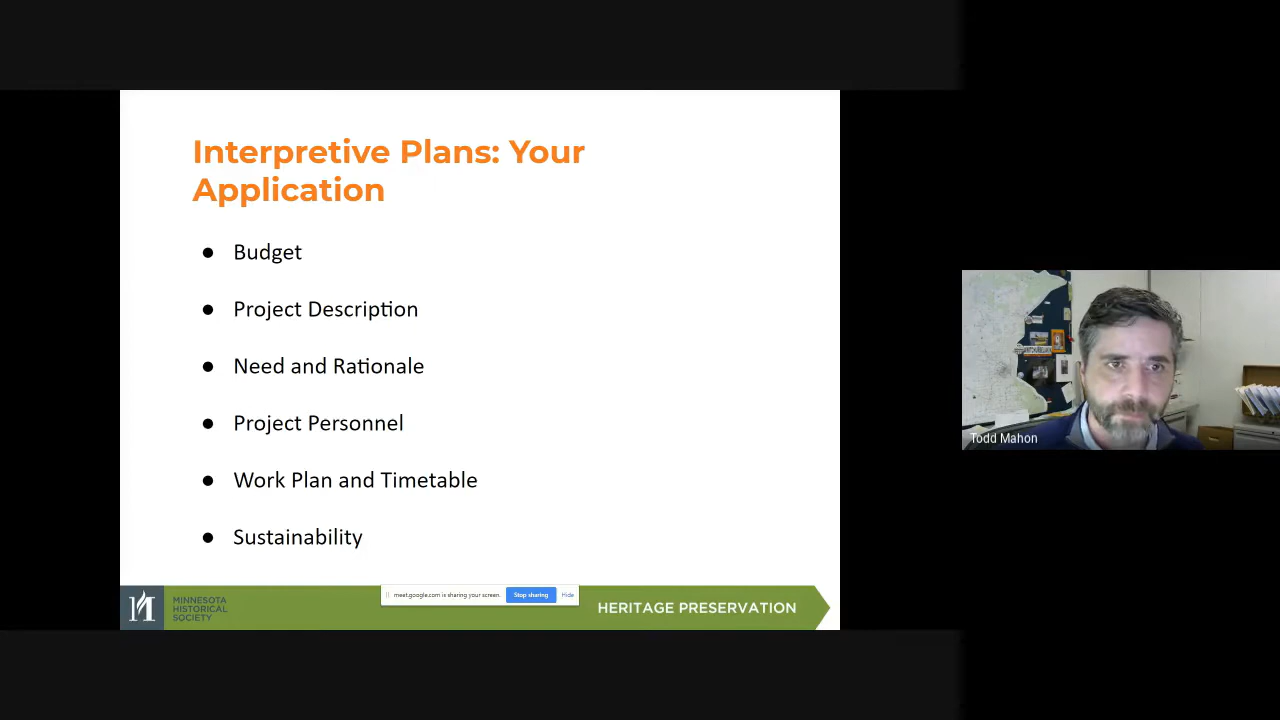 Interpretive Plans: Your
Application
● Budget
● Project Description
● Need and Rationale
● Project Personnel
● Work Plan and Timetable
● Sustainability
MINNESOTA
HISTORICAL
SOCIETY
meet.google.com is sharing your screen.
Stop sharing
Hide
HERITAGE PRESERVATION
Todd Mahon